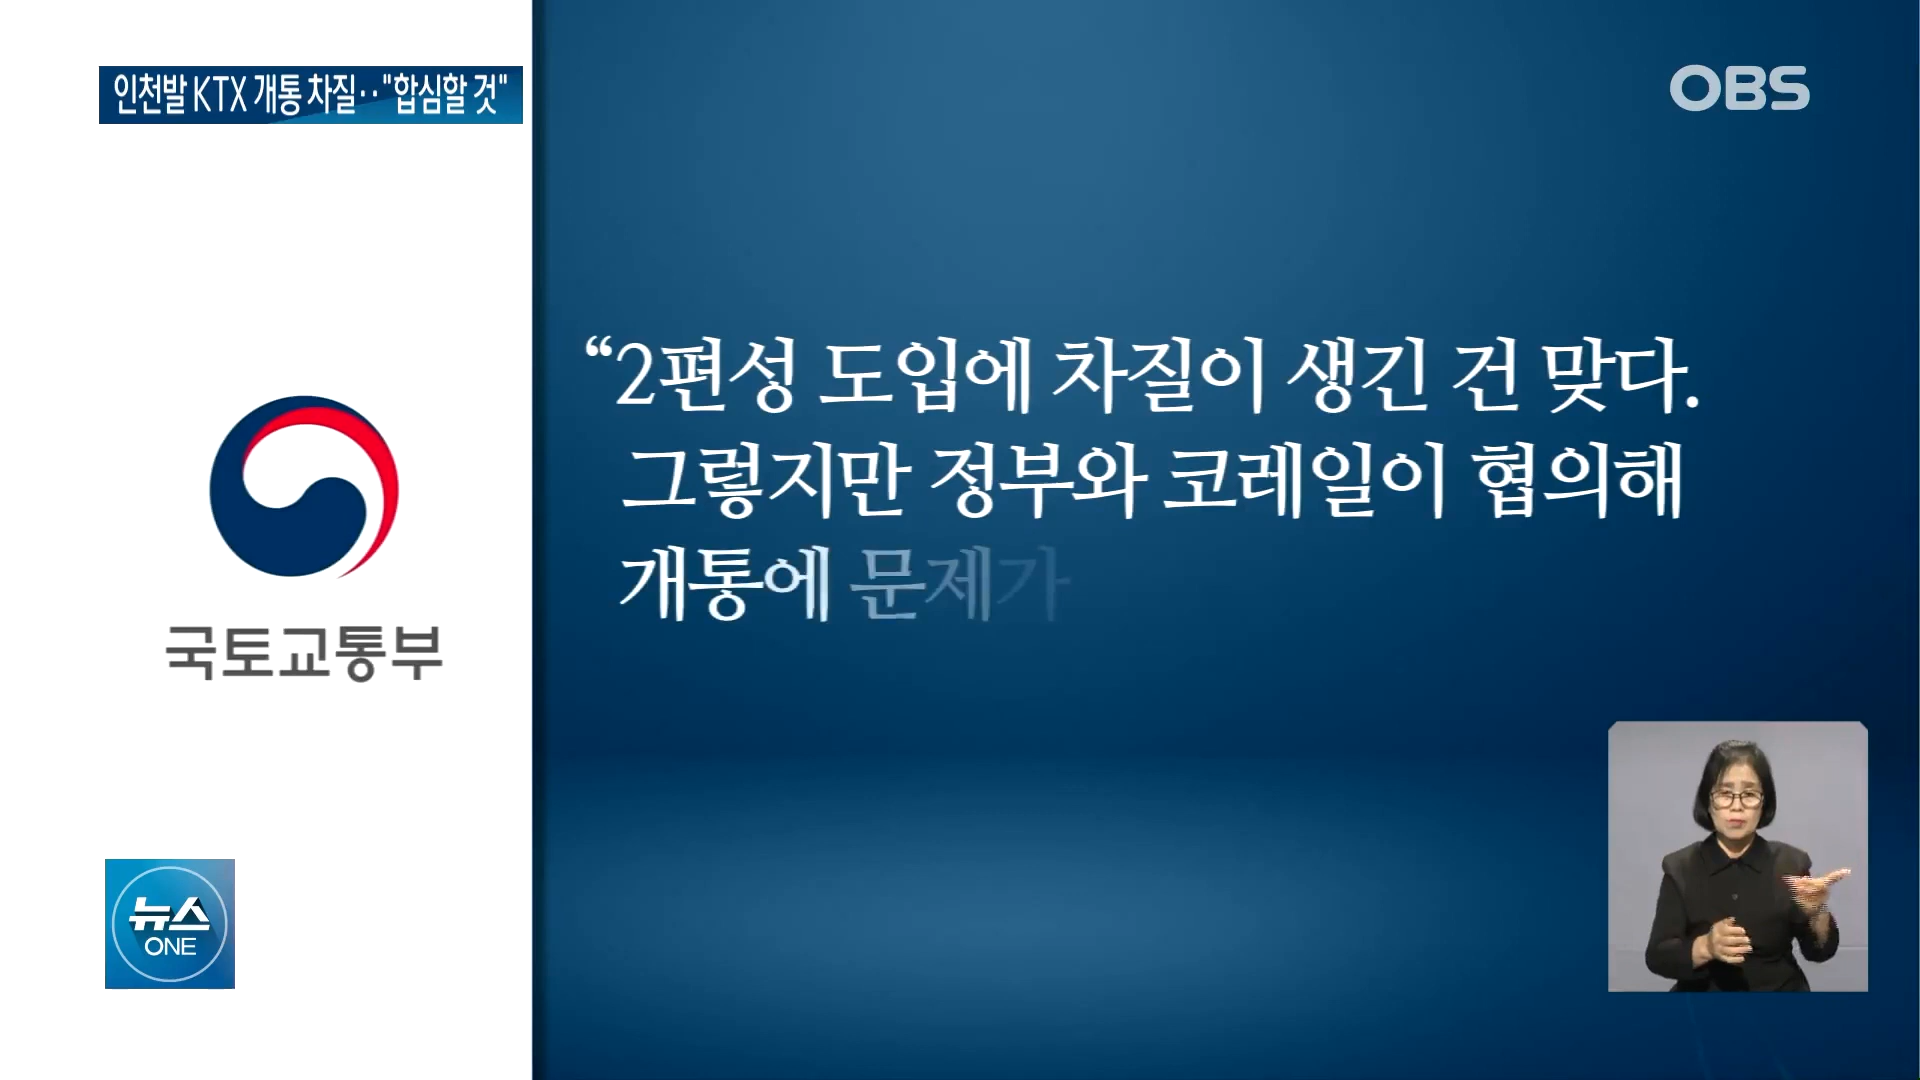 인천발 KTX 개통 차질··"합심할 것"
OBS
“2편성 도입에 차질이 생긴 건 맞다.
그렇지만 정부와 코레일이 협의해
개통에 문제가
국토교통부
뉴스
ONE